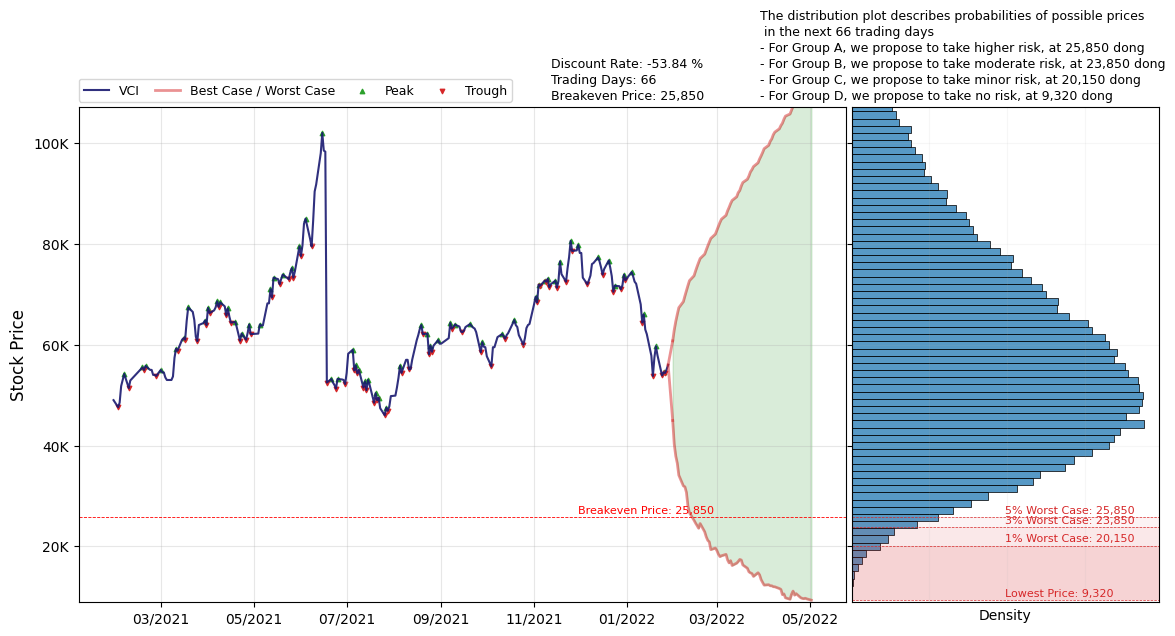 The distribution plot describes probabilities of possible prices
in the next 66 trading days
- For Group A, we propose to take higher risk, at 25,850 dong
- For Group B, we propose to take moderate risk, at 23,850 dong
- For Group C, we propose to take minor risk, at 20,150 dong
- For Group D, we propose to take no risk, at 9,320 dong
Discount Rate: -53.84 %
Trading Days: 66
Breakeven Price: 25,850
VCI
Best Case / Worst Case
Peak
Trough
Stock Price
100K
80K
60K
40K
20K
Breakeven Price: 25,850
03/2021
05/2021
07/2021
09/2021
11/2021
01/2022
03/2022
05/2022
5% Worst Case: 25,850
3% Worst Case: 23,850
1% Worst Case: 20,150
Lowest Price: 9,320
Density